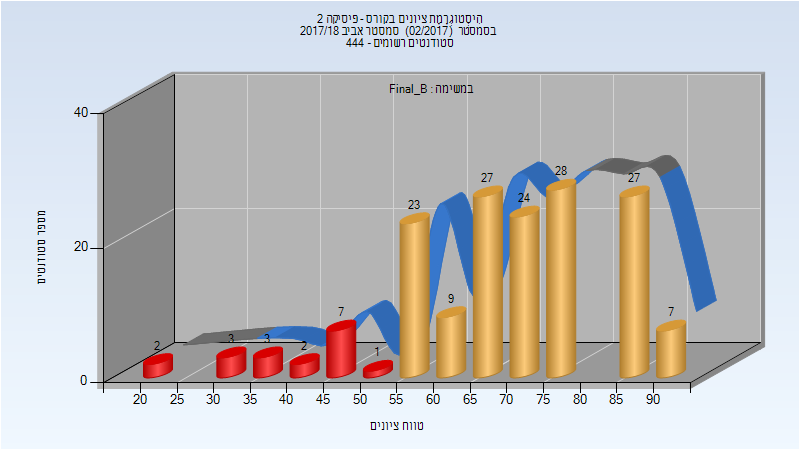 היסטוגרמת ציונים בקורס - פיסיקה 2
בסמסטר (02/2017) סמסטר אביב 2017/18
סטודנטים רשומים - 444
במשימה : Final_B
מספר סטודנטים
40
20
0
2
3
3
2
7
1
23
9
27
24
28
27
7
20 25 30 35 40 45 50 55 60 65 70 75 80 85 90
טווח ציונים